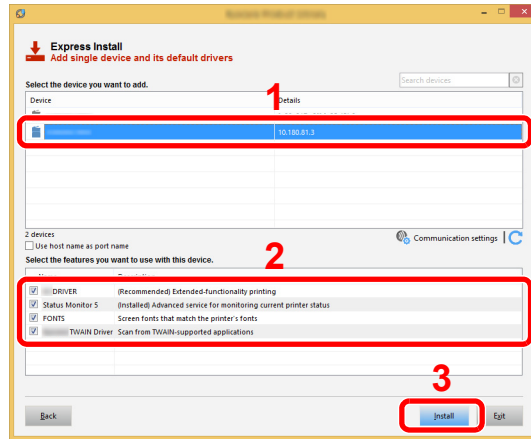 Express Install
Add single device and its default drivers
Select the device you want to add.
Search devices
1
Device Details
10.180.81.3
2 devices
Communication settings
Use host name as port name
2
Select the features you want to use with this device.
DRIVER (Recommended) Extended-functionality printing
Status Monitor 5 (Installed) Advanced service for monitoring current printer status
FONTS Screen fonts that match the printer's fonts
TWAIN Driver Scan from TWAIN-supported applications
3
Back Install Exit